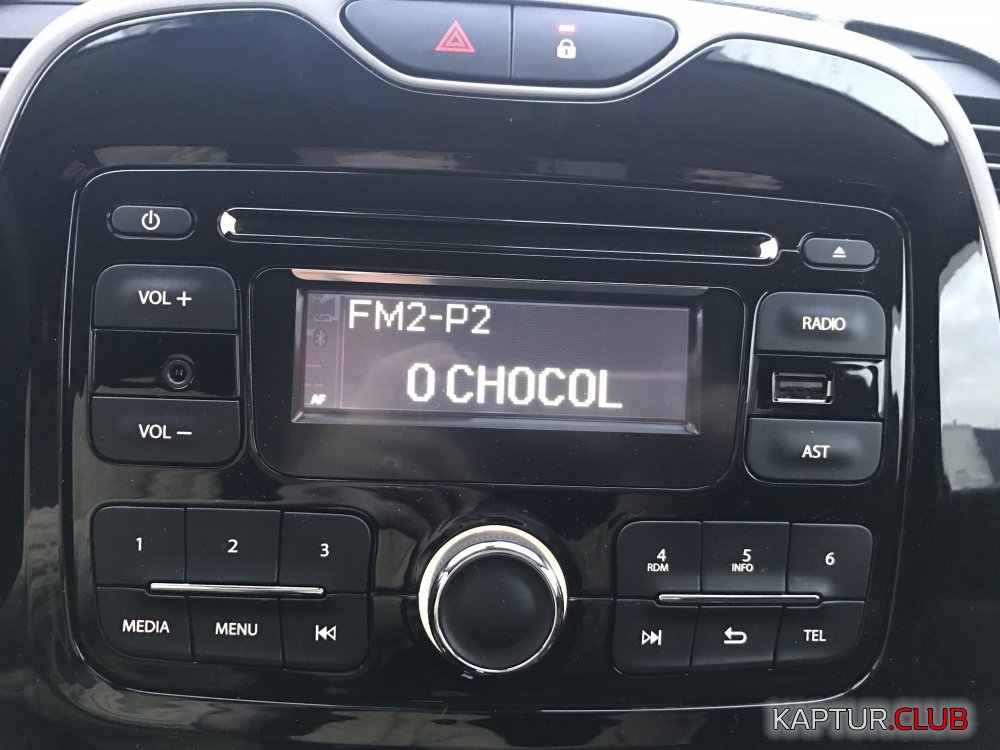 VOL +
FM2-P2
RADIO
0 CHOCOL
AF
VOL –
AST
1
2
3
4
RDM
5
INFO
6
MEDIA
MENU
TEL
KAPTUR.CLUB